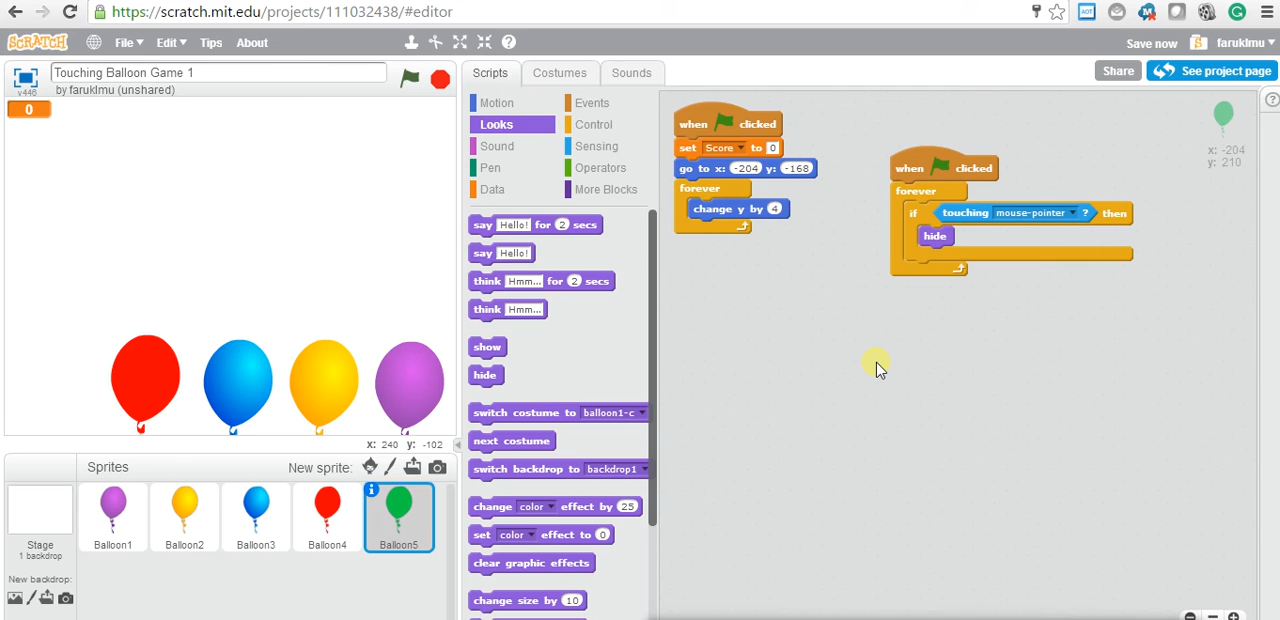 https://scratch.mit.edu/projects/111032438/#editor
SCRATCH File Edit Tips About Save now faruklmu
v446 Touching Balloon Game 1
by faruklmu (unshared)
Scripts Costumes Sounds
Share See project page
0
Motion Events
Looks Control
Sound Sensing
Pen Operators
Data More Blocks
say Hello! for 2 secs
say Hello!
think Hmm... for 2 secs
think Hmm...
show
hide
switch costume to balloon1-c
next costume
switch backdrop to backdrop1
change color effect by 25
set color effect to 0
clear graphic effects
change size by 10
when clicked
set Score to 0
go to x: -204 y: -168
forever
change y by 4
when clicked
forever
if touching mouse-pointer ? then
hide
x: -204
y: 210
x: 240 y: -102
Sprites New sprite:
Stage
1 backdrop
New backdrop:
Balloon1 Balloon2 Balloon3 Balloon4 Balloon5